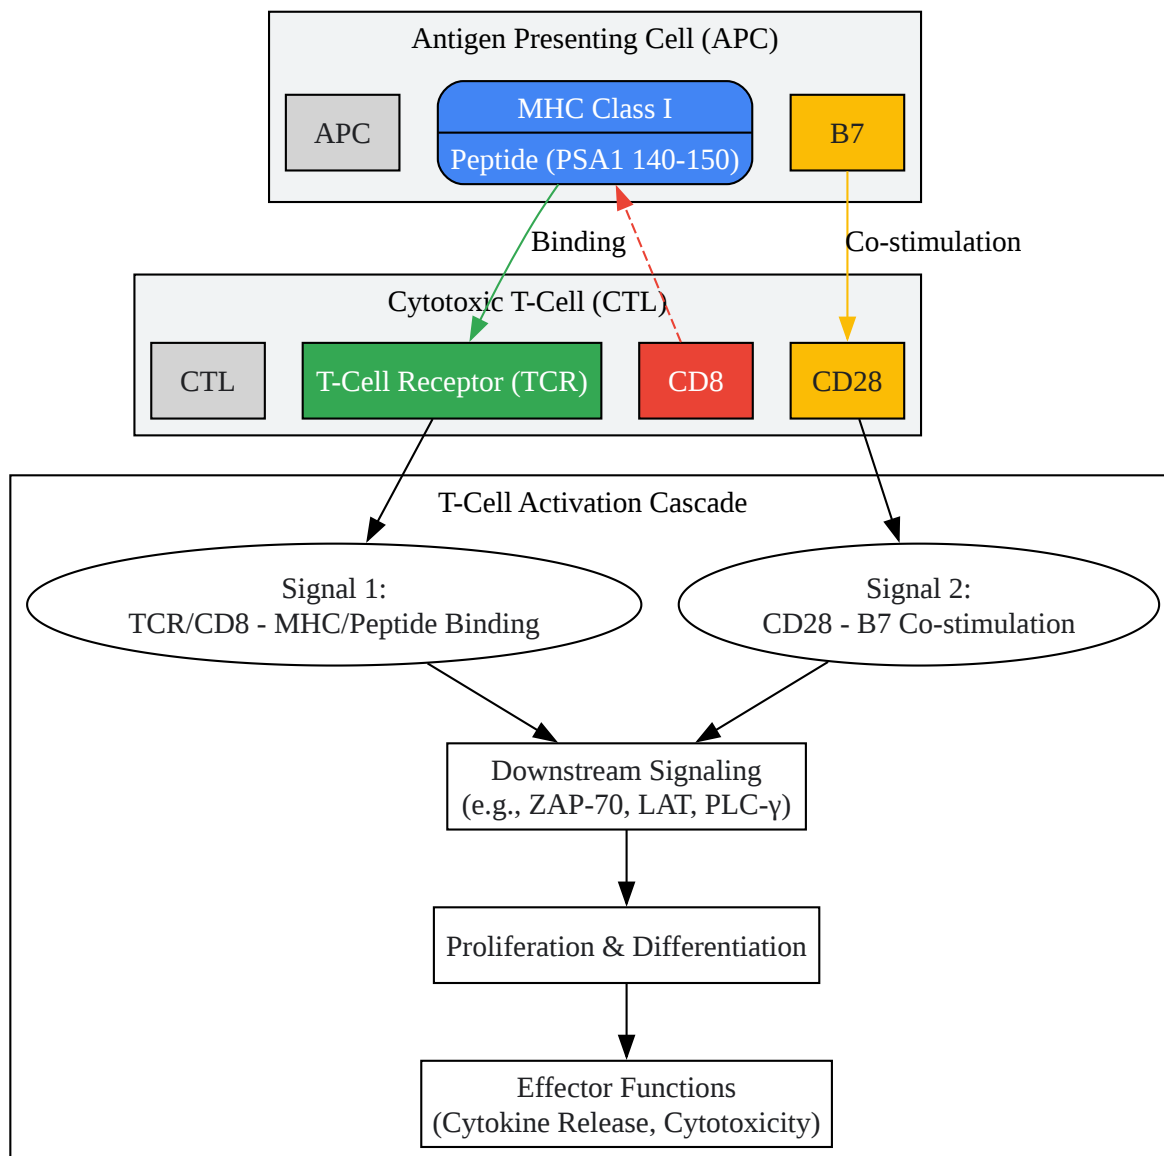 Antigen Presenting Cell (APC)
APC
MHC Class I
Peptide (PSA1 140-150)
B7
Binding
Co-stimulation
Cytotoxic T-Cell (CTL)
CTL
T-Cell Receptor (TCR)
CD8
CD28
T-Cell Activation Cascade
Signal 1:
TCR/CD8 - MHC/Peptide Binding
Signal 2:
CD28 - B7 Co-stimulation
Downstream Signaling
(e.g., ZAP-70, LAT, PLC-γ)
Proliferation & Differentiation
Effector Functions
(Cytokine Release, Cytotoxicity)